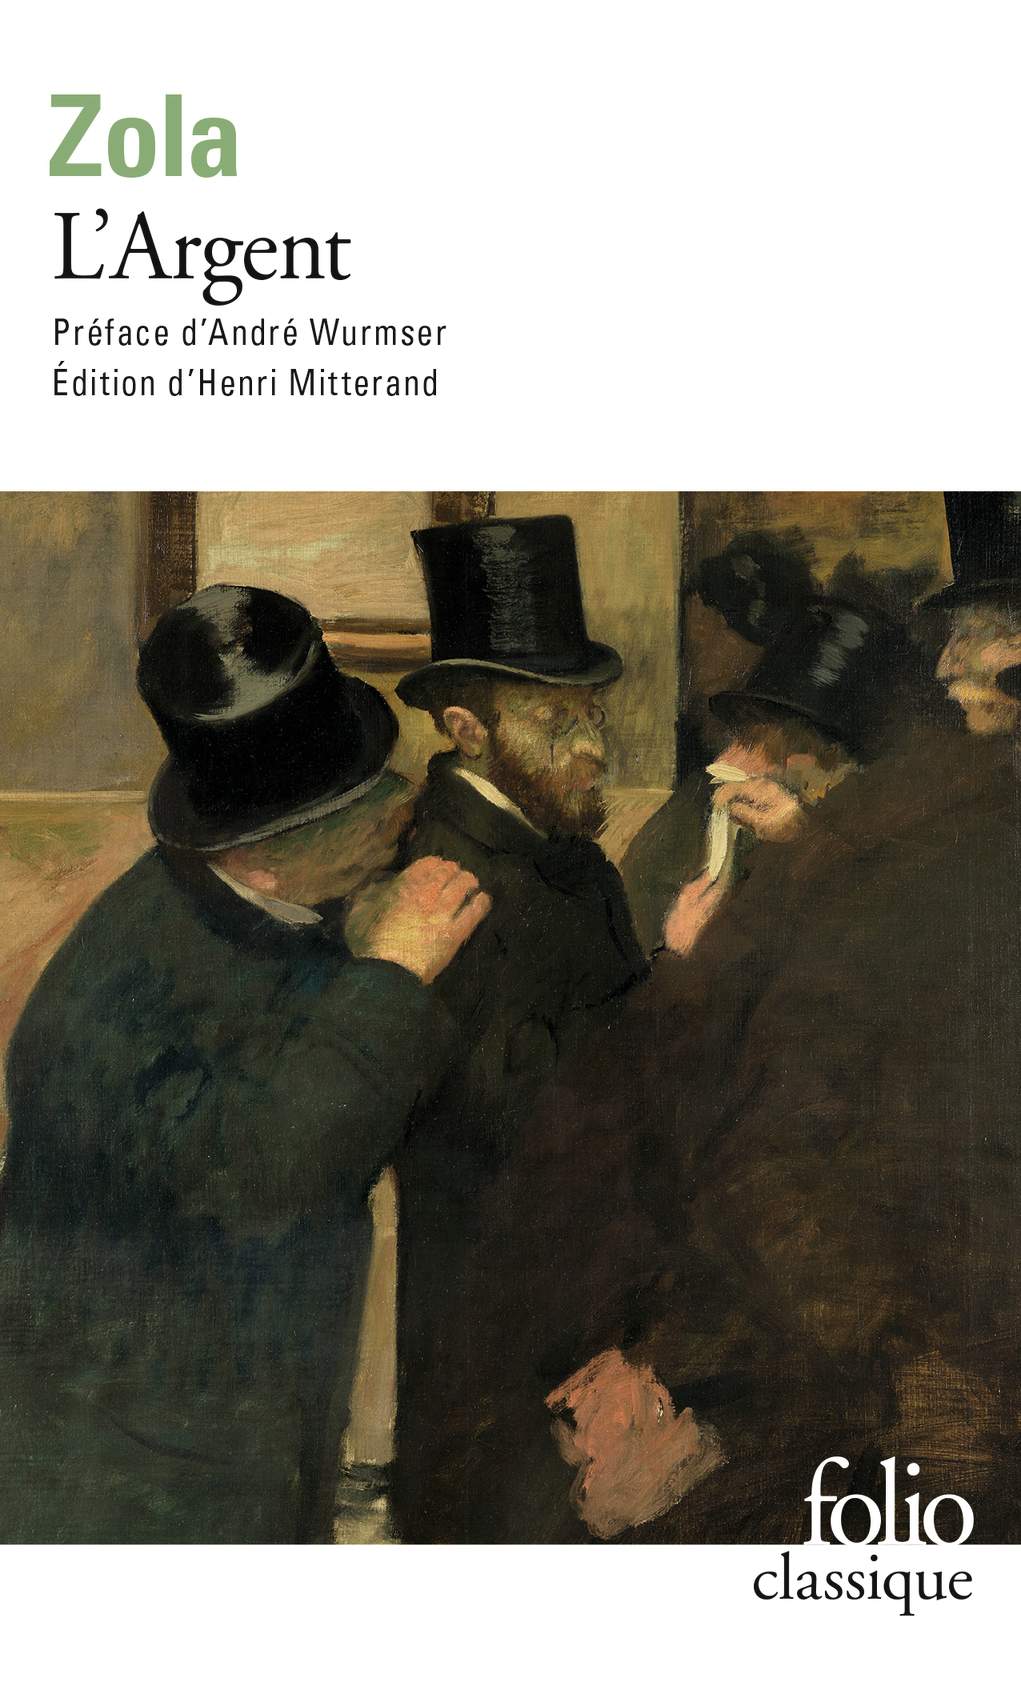 Zola
L’Argent
Préface d’André Wurmser
Édition d’Henri Mitterand
folio
classique